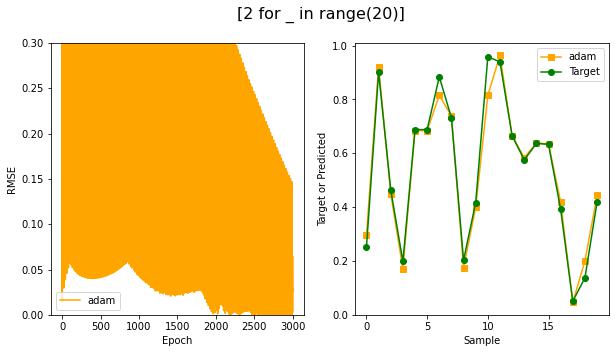 [2 for _ in range(20)]
0.30
0.25
0.20
0.15
0.10
0.05
0.00
RMSE
adam
0 500 1000 1500 2000 2500 3000
Epoch
1.0
0.8
0.6
0.4
0.2
0.0
Target or Predicted
adam
Target
0 5 10 15
Sample